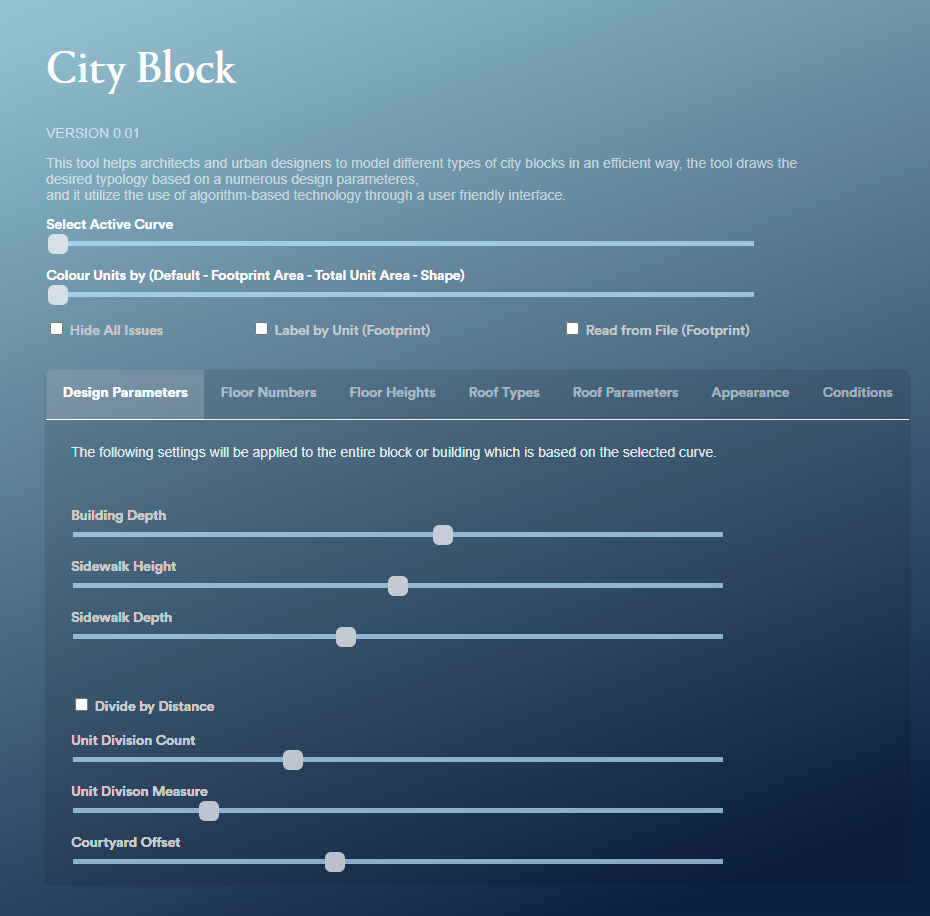 City Block
VERSION 0.01
This tool helps architects and urban designers to model different types of city blocks in an efficient way, the tool draws the
desired typology based on a numerous design parameteres,
and it utilize the use of algorithm-based technology through a user friendly interface.
Select Active Curve
Colour Units by (Default - Footprint Area - Total Unit Area - Shape)
Hide All Issues Label by Unit (Footprint) Read from File (Footprint)
Design Parameters Floor Numbers Floor Heights Roof Types Roof Parameters Appearance Conditions
The following settings will be applied to the entire block or building which is based on the selected curve.
Building Depth
Sidewalk Height
Sidewalk Depth
Divide by Distance
Unit Division Count
Unit Divison Measure
Courtyard Offset